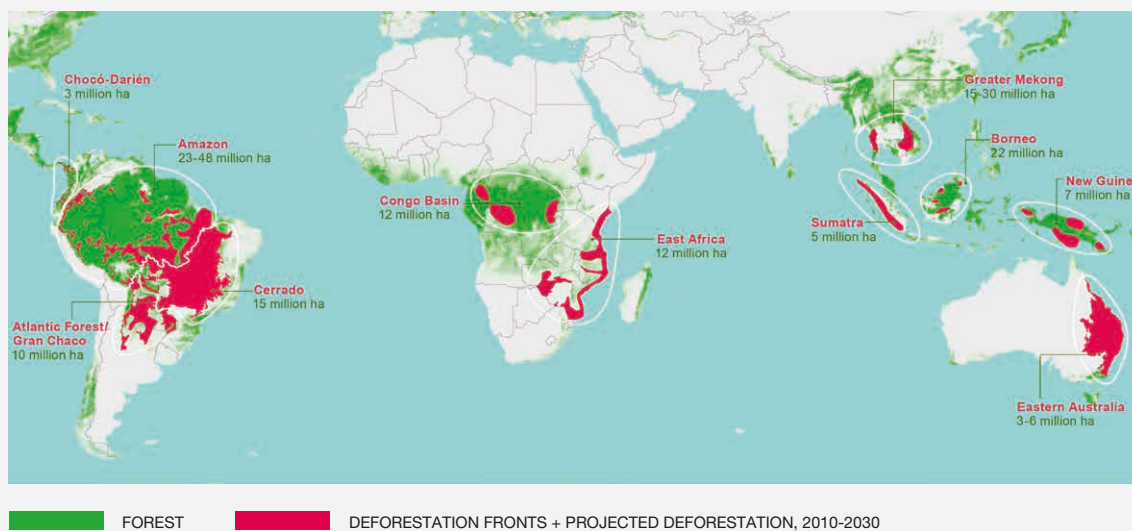 Chocó-Darién
3 million ha
Amazon
23-48 million ha
Cerrado
15 million ha
Atlantic Forest/
Gran Chaco
10 million ha
Congo Basin
12 million ha
East Africa
12 million ha
Greater Mekong
15-30 million ha
Borneo
22 million ha
New Guine
7 million ha
Sumatra
5 million ha
Eastern Australia
3-6 million ha
FOREST
DEFORESTATION FRONTS + PROJECTED DEFORESTATION, 2010-2030